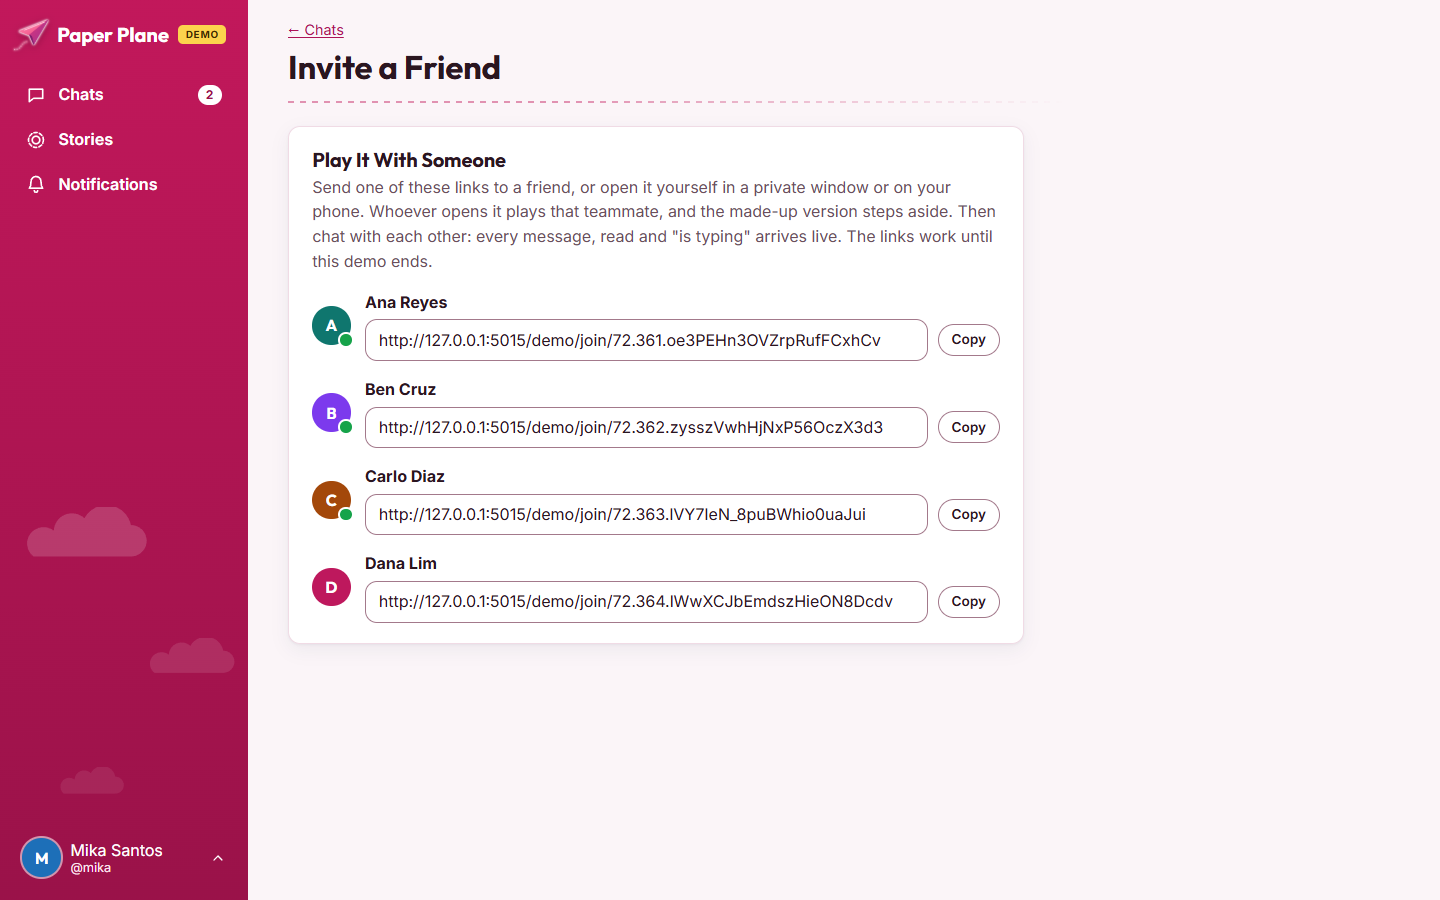 Paper Plane DEMO
Chats 2
Stories
Notifications
Mika Santos
@mika
← Chats
Invite a Friend
Play It With Someone
Send one of these links to a friend, or open it yourself in a private window or on your
phone. Whoever opens it plays that teammate, and the made-up version steps aside. Then
chat with each other: every message, read and "is typing" arrives live. The links work until
this demo ends.
Ana Reyes
A
http://127.0.0.1:5015/demo/join/72.361.oe3PEHn3OVZrpRufFCxhCv
Copy
Ben Cruz
B
http://127.0.0.1:5015/demo/join/72.362.zysszVwhHjNxP56OczX3d3
Copy
Carlo Diaz
C
http://127.0.0.1:5015/demo/join/72.363.lVY7leN_8puBWhio0uaJui
Copy
Dana Lim
D
http://127.0.0.1:5015/demo/join/72.364.lWwXCJbEmdszHieON8Dcdv
Copy
M